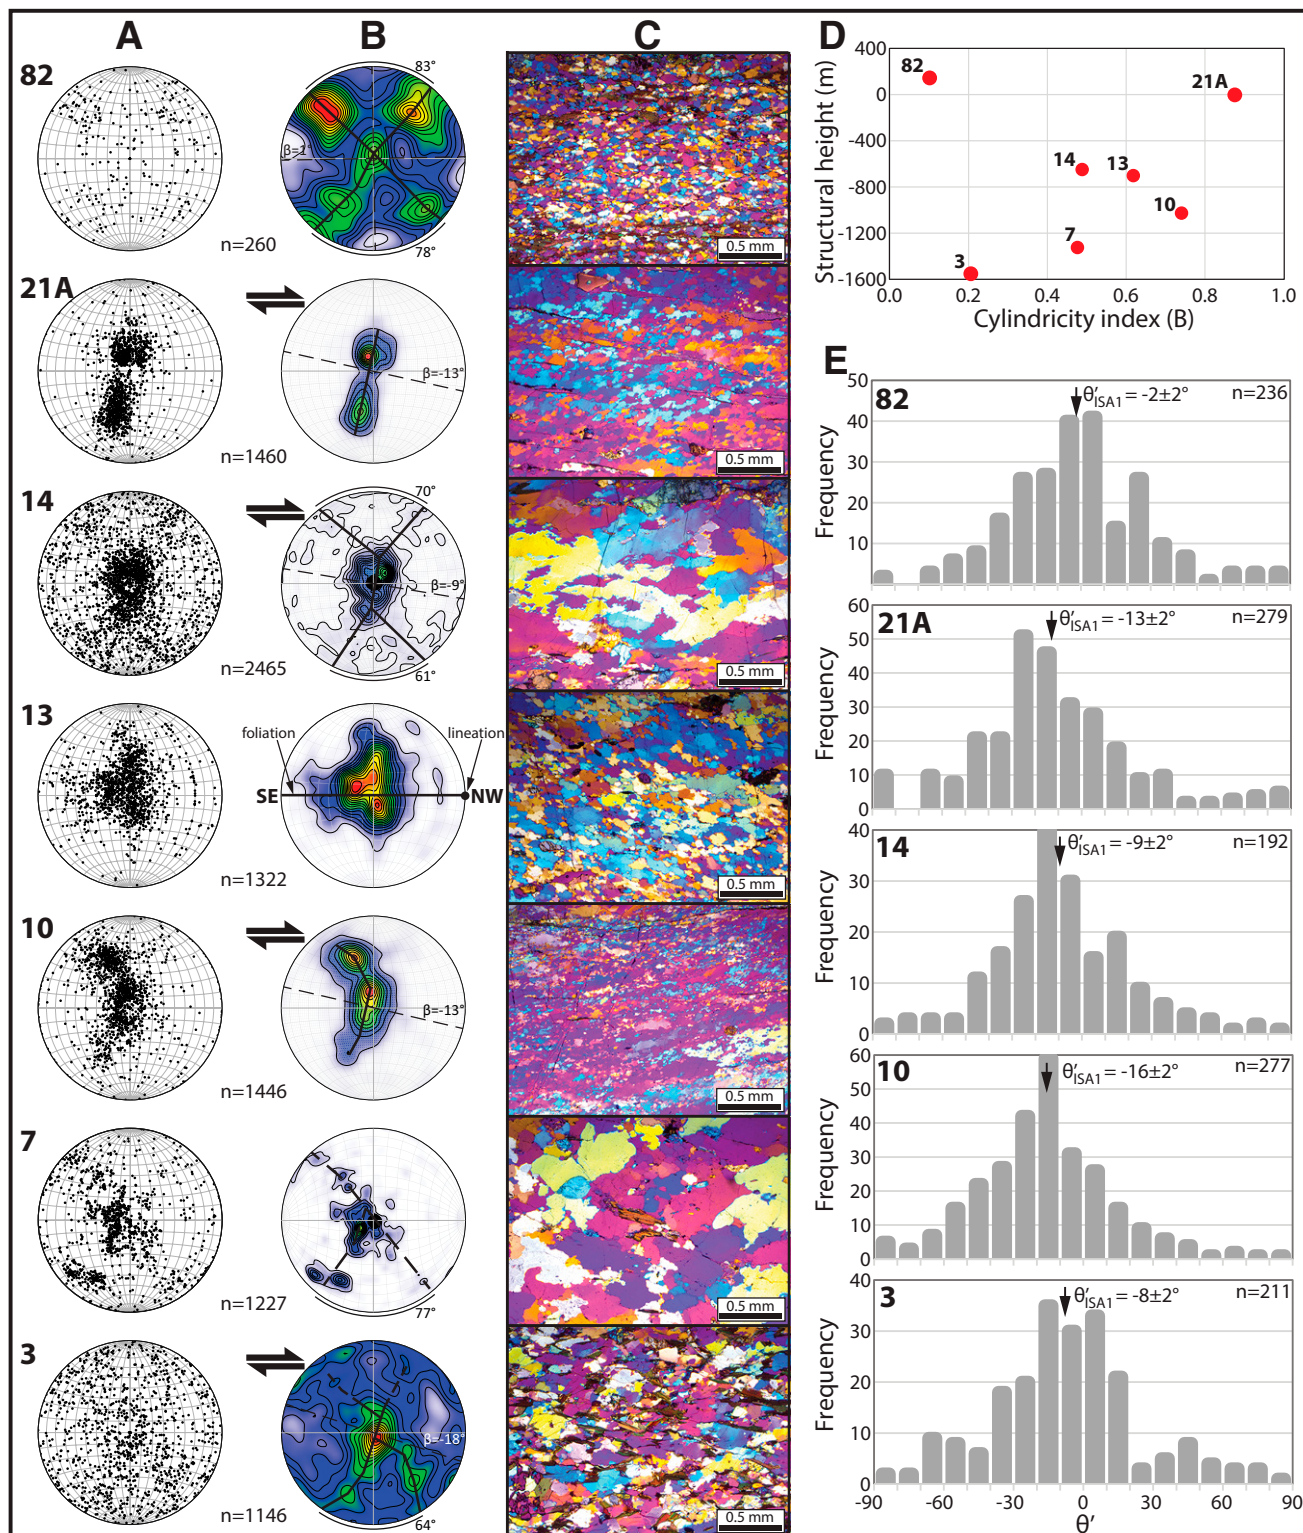 A
B
C
D
82
83°
β=1°
n=260
78°
0.5 mm
21A
β=-13°
n=1460
0.5 mm
14
70°
β=-9°
n=2465
61°
0.5 mm
13
foliation
lineation
SE
NW
n=1322
0.5 mm
10
β=-13°
n=1446
0.5 mm
7
n=1227
77°
0.5 mm
3
β=-18°
n=1146
64°
0.5 mm
Structural height (m)
400
0
-400
-800
-1200
-1600
82
21A
14
13
10
7
3
0.0
0.2
0.4
0.6
0.8
1.0
Cylindricity index (B)
E
82
θ′ISA1 = -2±2°
n=236
Frequency
50
40
30
20
10
21A
θ′ISA1 = -13±2°
n=279
Frequency
60
50
40
30
20
10
0
14
θ′ISA1 = -9±2°
n=192
Frequency
40
30
20
10
0
10
θ′ISA1 = -16±2°
n=277
Frequency
60
50
40
30
20
10
0
3
θ′ISA1 = -8±2°
n=211
Frequency
40
30
20
10
0
-90
-60
-30
0
30
60
90
θ′